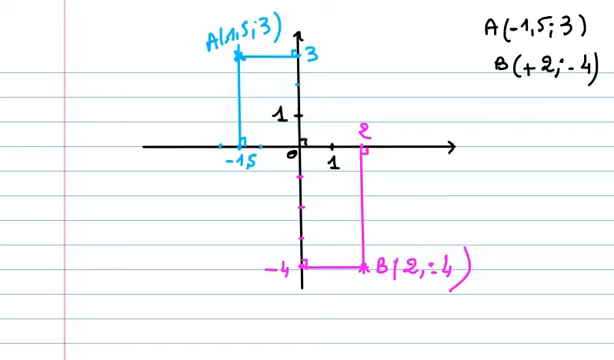 A(-1,5; 3)
B(+2; -4)
A(-1,5; 3)
3
1
2
-1,5
0
1
-4
B(2; -4)